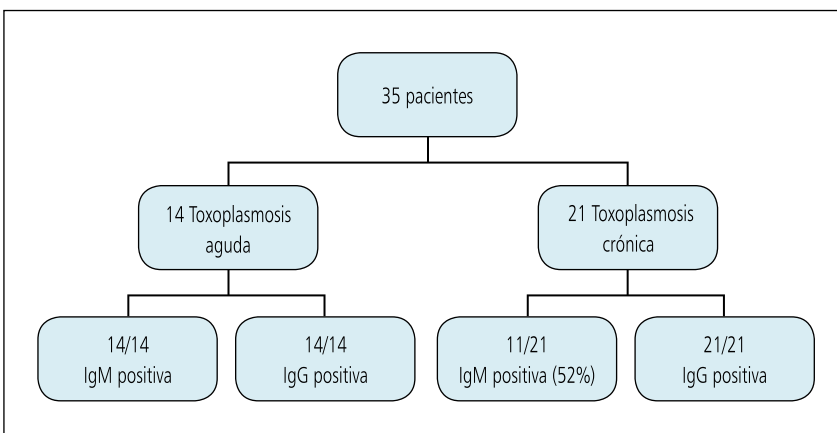 35 pacientes
14 Toxoplasmosis
aguda
21 Toxoplasmosis
crónica
14/14
IgM positiva
14/14
IgG positiva
11/21
IgM positiva (52%)
21/21
IgG positiva